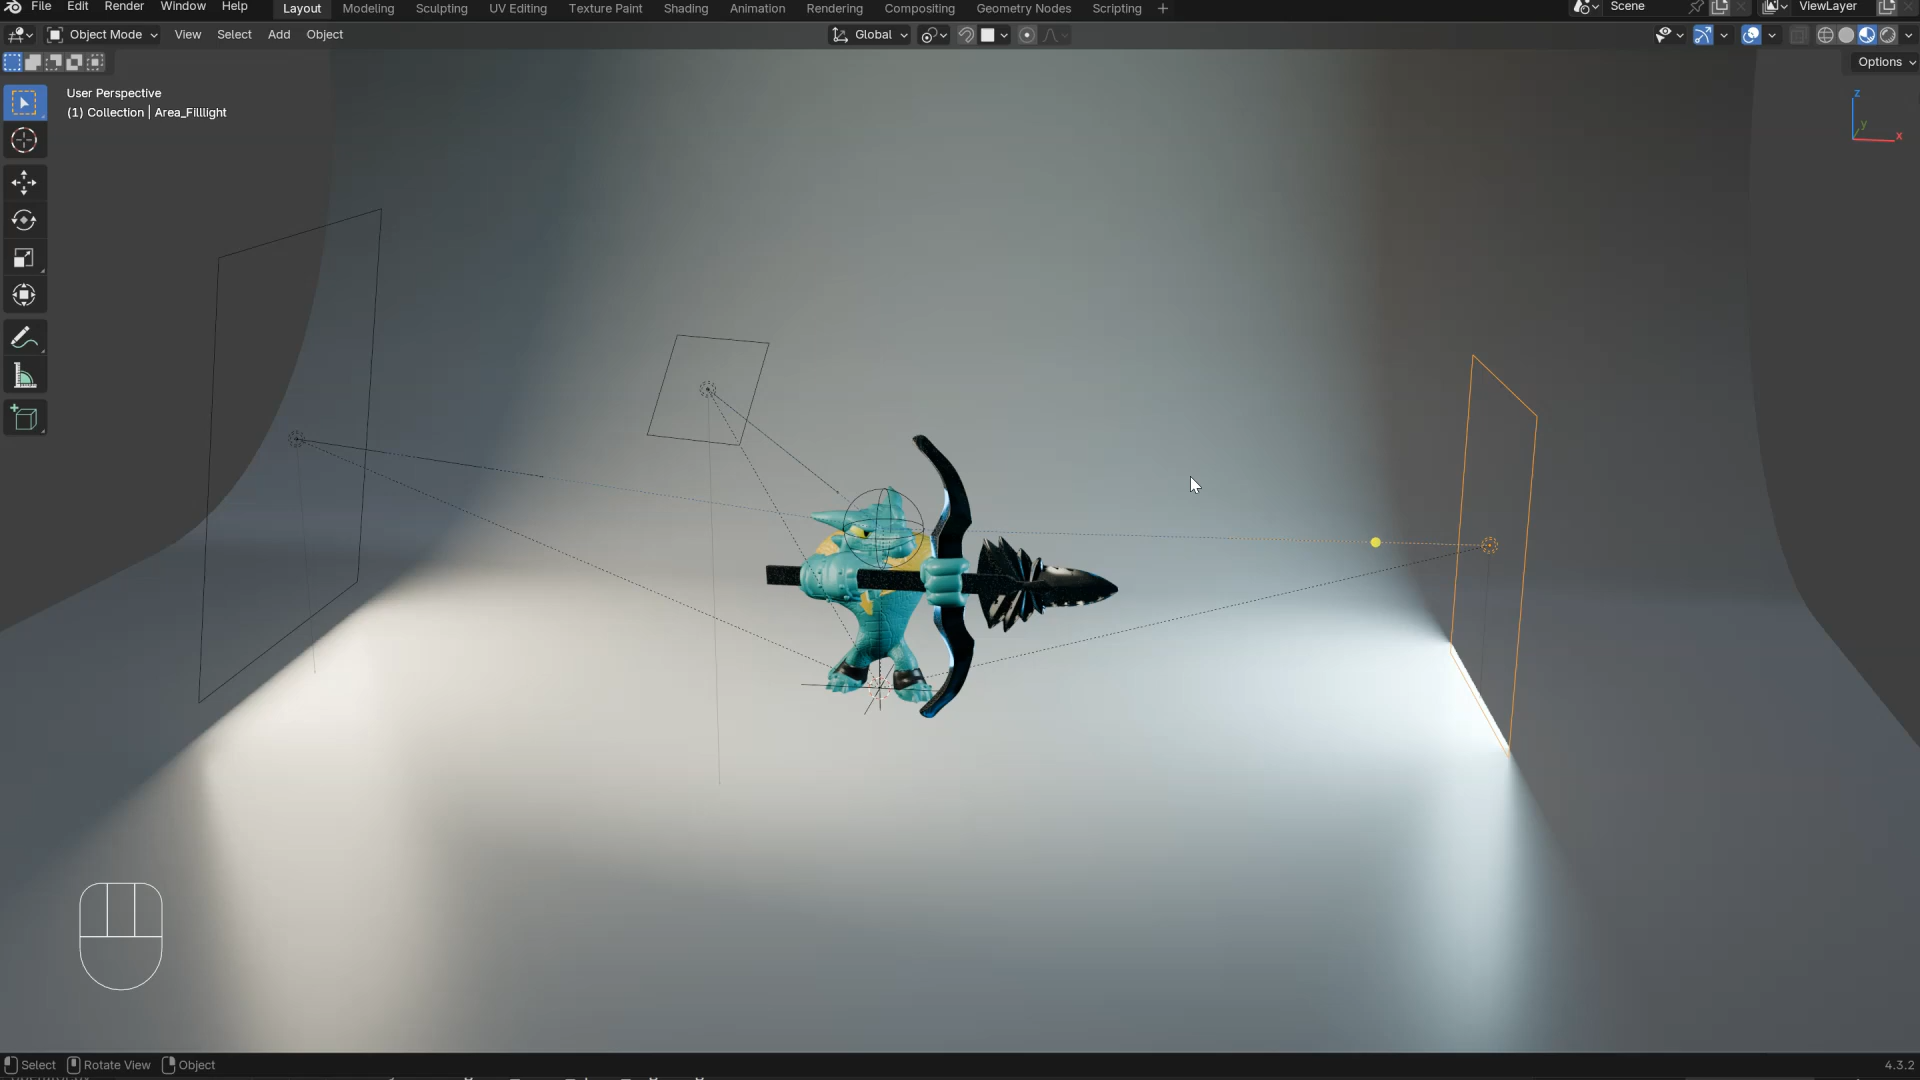 File Edit Render Window Help Layout Modeling Sculpting UV Editing Texture Paint Shading Animation Rendering Compositing Geometry Nodes Scripting + Scene ViewLayer
Object Mode View Select Add Object Global
Options
User Perspective
(1) Collection | Area_Filllight
z
y
x
Select Rotate View Object 4.3.2